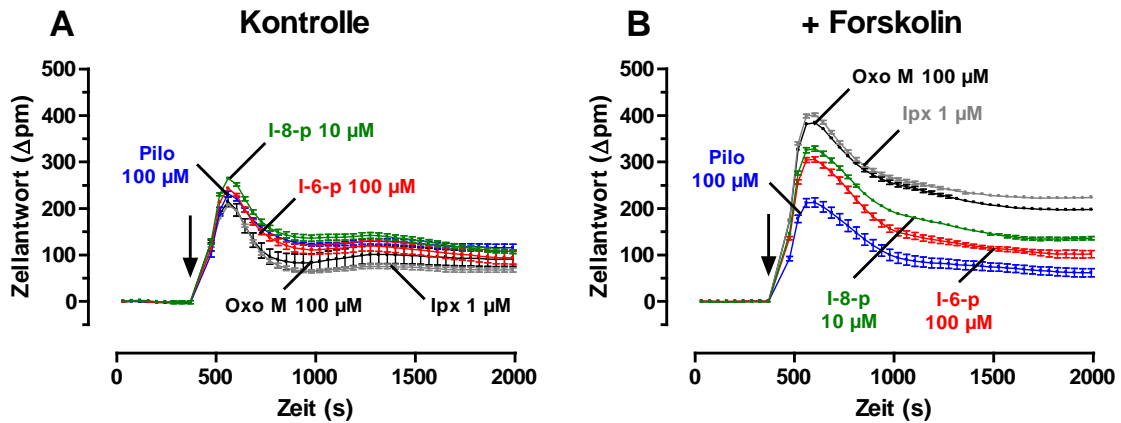 A
Kontrolle
500
400
300
200
100
0
Zellantwort (Δpm)
I-8-p 10 µM
Pilo
100 µM
I-6-p 100 µM
Oxo M 100 µM
Ipx 1 µM
0
500
1000
1500
2000
Zeit (s)
B
+ Forskolin
500
400
300
200
100
0
Zellantwort (Δpm)
Oxo M 100 µM
Ipx 1 µM
Pilo
100 µM
I-8-p
10 µM
I-6-p
100 µM
0
500
1000
1500
2000
Zeit (s)